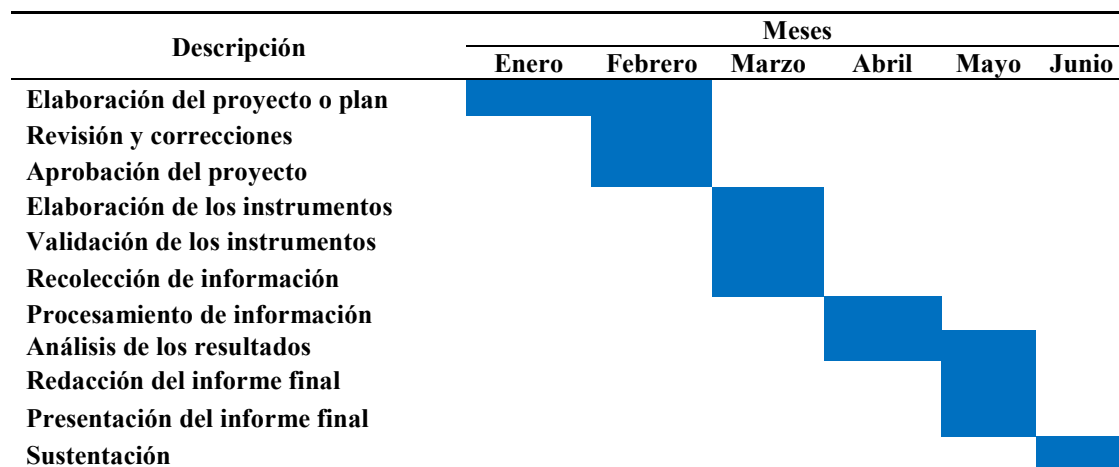 Descripción
Meses
Enero Febrero Marzo Abril Mayo Junio
Elaboración del proyecto o plan
Revisión y correcciones
Aprobación del proyecto
Elaboración de los instrumentos
Validación de los instrumentos
Recolección de información
Procesamiento de información
Análisis de los resultados
Redacción del informe final
Presentación del informe final
Sustentación